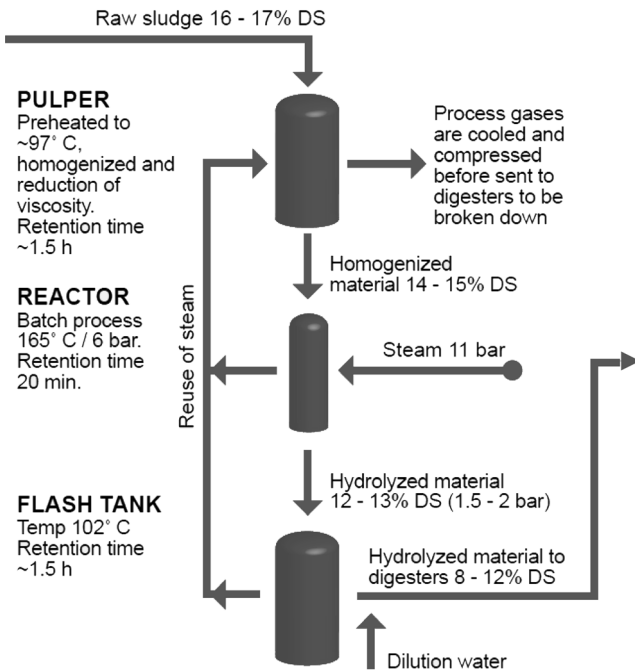 Raw sludge 16 - 17% DS
PULPER
Preheated to
~97° C,
homogenized and
reduction of
viscosity.
Retention time
~1.5 h
Process gases
are cooled and
compressed
before sent to
digesters to be
broken down
Homogenized
material 14 - 15% DS
REACTOR
Batch process
165° C / 6 bar.
Retention time
20 min.
Reuse of steam
Steam 11 bar
Hydrolyzed material
12 - 13% DS (1.5 - 2 bar)
FLASH TANK
Temp 102° C
Retention time
~1.5 h
Hydrolyzed material to
digesters 8 - 12% DS
Dilution water